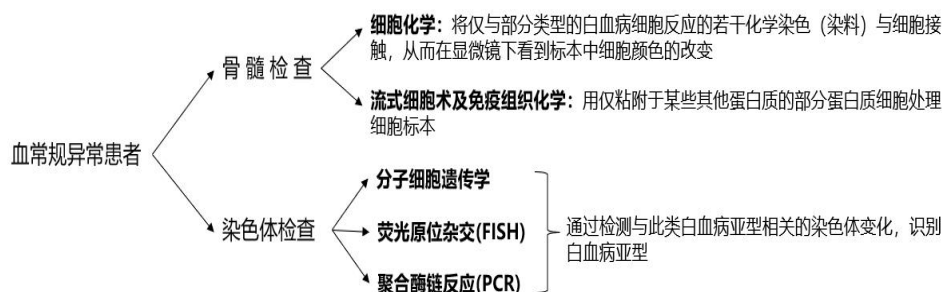 细胞化学：将仅与部分类型的白血病细胞反应的若干化学染色（染料）与细胞接
触，从而在显微镜下看到标本中细胞颜色的改变
骨髓检查
流式细胞术及免疫组织化学：用仅粘附于某些其他蛋白质的部分蛋白质细胞处理
细胞标本
血常规异常患者
分子细胞遗传学
染色体检查
荧光原位杂交(FISH)
通过检测与此类白血病亚型相关的染色体变化，识别
白血病亚型
聚合酶链反应(PCR)